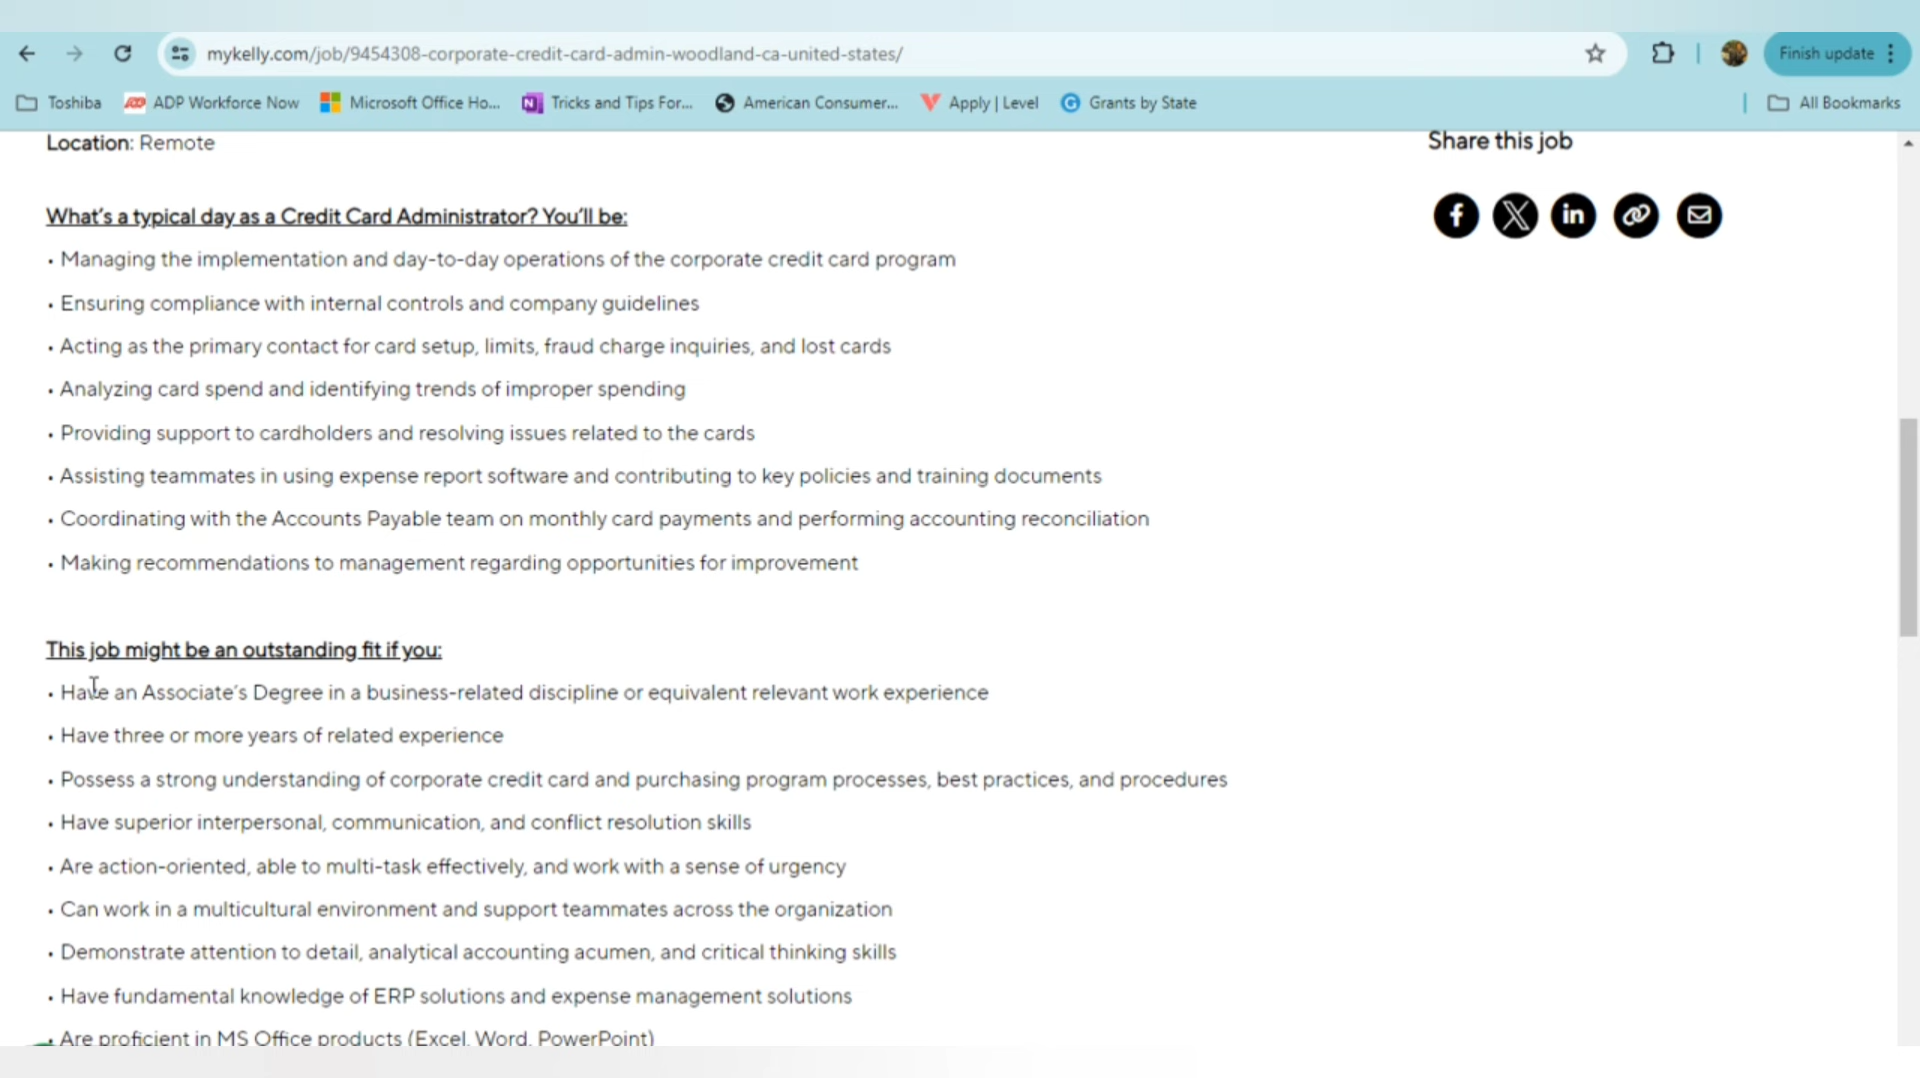 mykelly.com/job/9454308-corporate-credit-card-admin-woodland-ca-united-states/
Finish update
Toshiba
ADP Workforce Now
Microsoft Office Ho...
Tricks and Tips For...
American Consumer...
Apply | Level
Grants by State
All Bookmarks
Location: Remote
Share this job
What's a typical day as a Credit Card Administrator? You'll be:
• Managing the implementation and day-to-day operations of the corporate credit card program
• Ensuring compliance with internal controls and company guidelines
• Acting as the primary contact for card setup, limits, fraud charge inquiries, and lost cards
• Analyzing card spend and identifying trends of improper spending
• Providing support to cardholders and resolving issues related to the cards
• Assisting teammates in using expense report software and contributing to key policies and training documents
• Coordinating with the Accounts Payable team on monthly card payments and performing accounting reconciliation
• Making recommendations to management regarding opportunities for improvement
This job might be an outstanding fit if you:
• Have an Associate's Degree in a business-related discipline or equivalent relevant work experience
• Have three or more years of related experience
• Possess a strong understanding of corporate credit card and purchasing program processes, best practices, and procedures
• Have superior interpersonal, communication, and conflict resolution skills
• Are action-oriented, able to multi-task effectively, and work with a sense of urgency
• Can work in a multicultural environment and support teammates across the organization
• Demonstrate attention to detail, analytical accounting acumen, and critical thinking skills
• Have fundamental knowledge of ERP solutions and expense management solutions
• Are proficient in MS Office products (Excel, Word, PowerPoint)